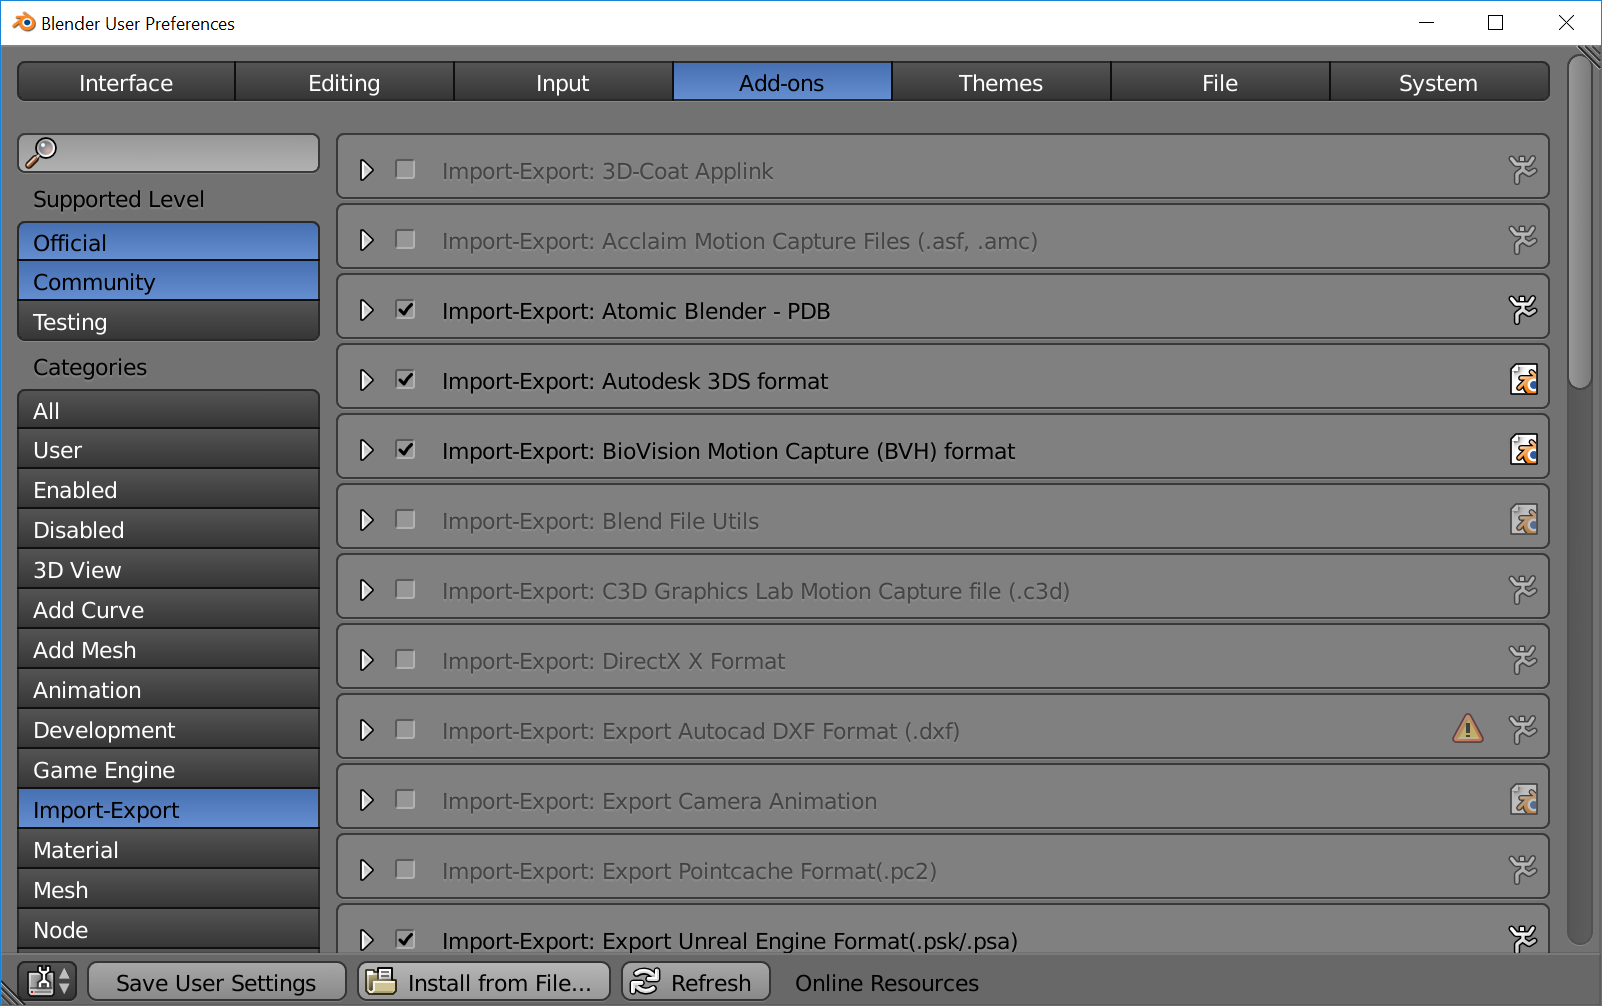 Blender User Preferences
Interface Editing Input Add-ons Themes File System
Supported Level
Official
Community
Testing
Categories
All
User
Enabled
Disabled
3D View
Add Curve
Add Mesh
Animation
Development
Game Engine
Import-Export
Material
Mesh
Node
Import-Export: 3D-Coat Applink
Import-Export: Acclaim Motion Capture Files (.asf, .amc)
Import-Export: Atomic Blender - PDB
Import-Export: Autodesk 3DS format
Import-Export: BioVision Motion Capture (BVH) format
Import-Export: Blend File Utils
Import-Export: C3D Graphics Lab Motion Capture file (.c3d)
Import-Export: DirectX X Format
Import-Export: Export Autocad DXF Format (.dxf)
Import-Export: Export Camera Animation
Import-Export: Export Pointcache Format(.pc2)
Import-Export: Export Unreal Engine Format(.psk/.psa)
Save User Settings Install from File... Refresh Online Resources